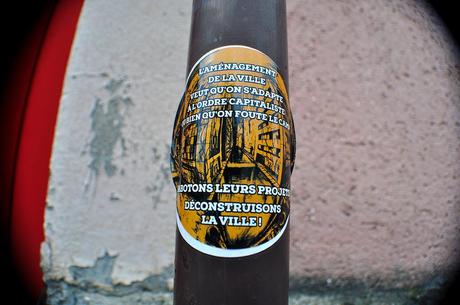 L'AMÉNAGEMENT
DE LA VILLE
VEUT QU'ON S'ADAPTE
À L'ORDRE CAPITALISTE
BIEN QU'ON FOUTE LE CAMP
ABOTONS LEURS PROJETS
DÉCONSTRUISONS
LA VILLE !